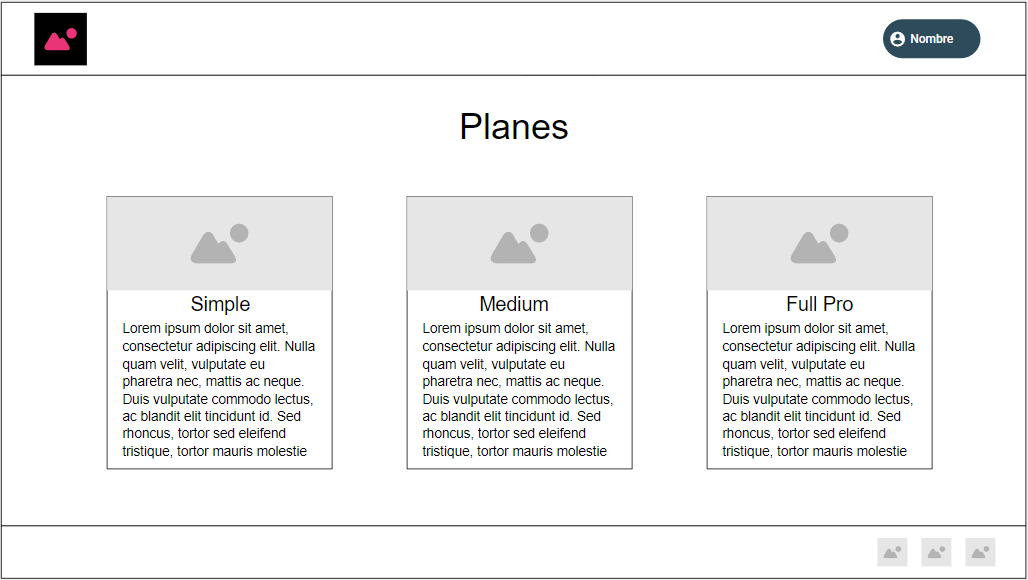 Nombre
Planes
Simple
Lorem ipsum dolor sit amet,
consectetur adipiscing elit. Nulla
quam velit, vulputate eu
pharetra nec, mattis ac neque.
Duis vulputate commodo lectus,
ac blandit elit tincidunt id. Sed
rhoncus, tortor sed eleifend
tristique, tortor mauris molestie
Medium
Lorem ipsum dolor sit amet,
consectetur adipiscing elit. Nulla
quam velit, vulputate eu
pharetra nec, mattis ac neque.
Duis vulputate commodo lectus,
ac blandit elit tincidunt id. Sed
rhoncus, tortor sed eleifend
tristique, tortor mauris molestie
Full Pro
Lorem ipsum dolor sit amet,
consectetur adipiscing elit. Nulla
quam velit, vulputate eu
pharetra nec, mattis ac neque.
Duis vulputate commodo lectus,
ac blandit elit tincidunt id. Sed
rhoncus, tortor sed eleifend
tristique, tortor mauris molestie